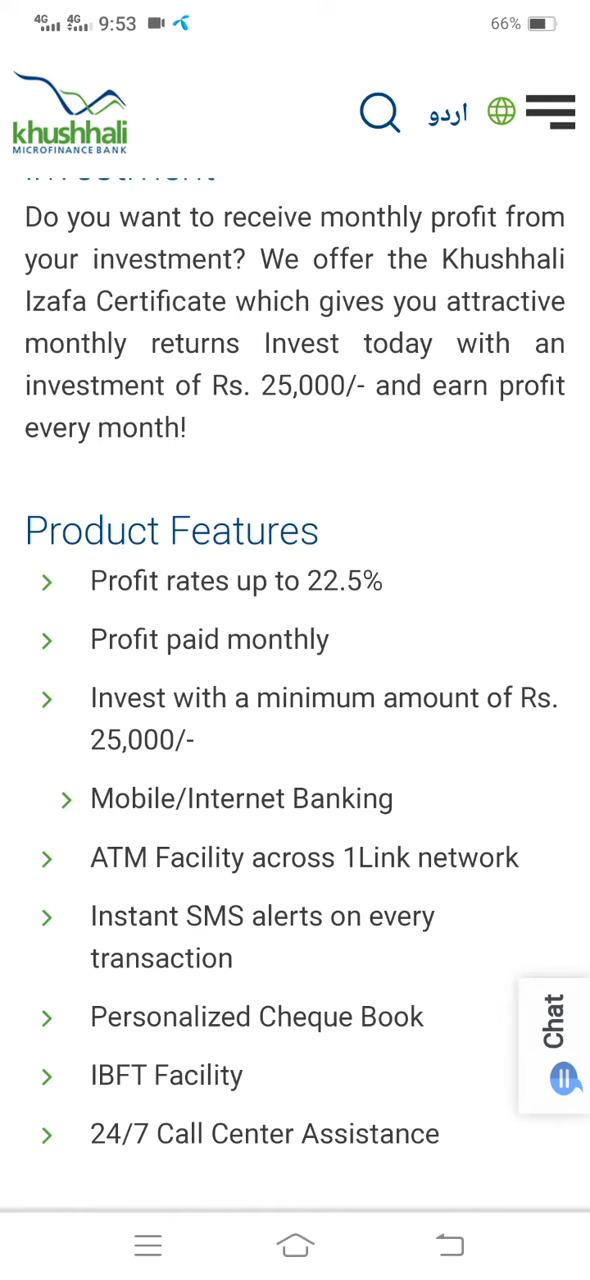 4G 4G 9:53 66%
khushhali
MICROFINANCE BANK
اردو
Do you want to receive monthly profit from
your investment? We offer the Khushhali
Izafa Certificate which gives you attractive
monthly returns Invest today with an
investment of Rs. 25,000/- and earn profit
every month!
Product Features
Profit rates up to 22.5%
Profit paid monthly
Invest with a minimum amount of Rs.
25,000/-
Mobile/Internet Banking
ATM Facility across 1Link network
Instant SMS alerts on every
transaction
Personalized Cheque Book
Chat
IBFT Facility
24/7 Call Center Assistance